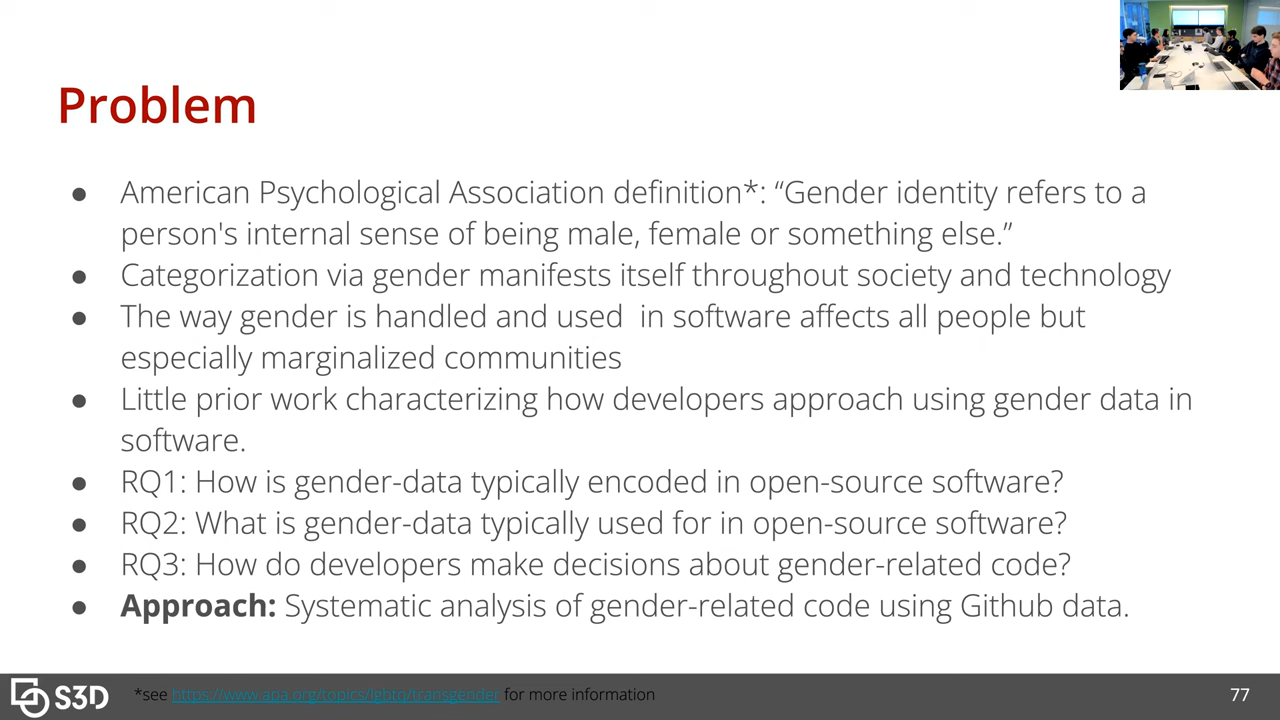 Problem
● American Psychological Association definition*: “Gender identity refers to a
person's internal sense of being male, female or something else.”
● Categorization via gender manifests itself throughout society and technology
● The way gender is handled and used  in software affects all people but
especially marginalized communities
● Little prior work characterizing how developers approach using gender data in
software.
● RQ1: How is gender-data typically encoded in open-source software?
● RQ2: What is gender-data typically used for in open-source software?
● RQ3: How do developers make decisions about gender-related code?
● Approach: Systematic analysis of gender-related code using Github data.
S3D
*see https://www.apa.org/topics/lgbtq/transgender for more information
77